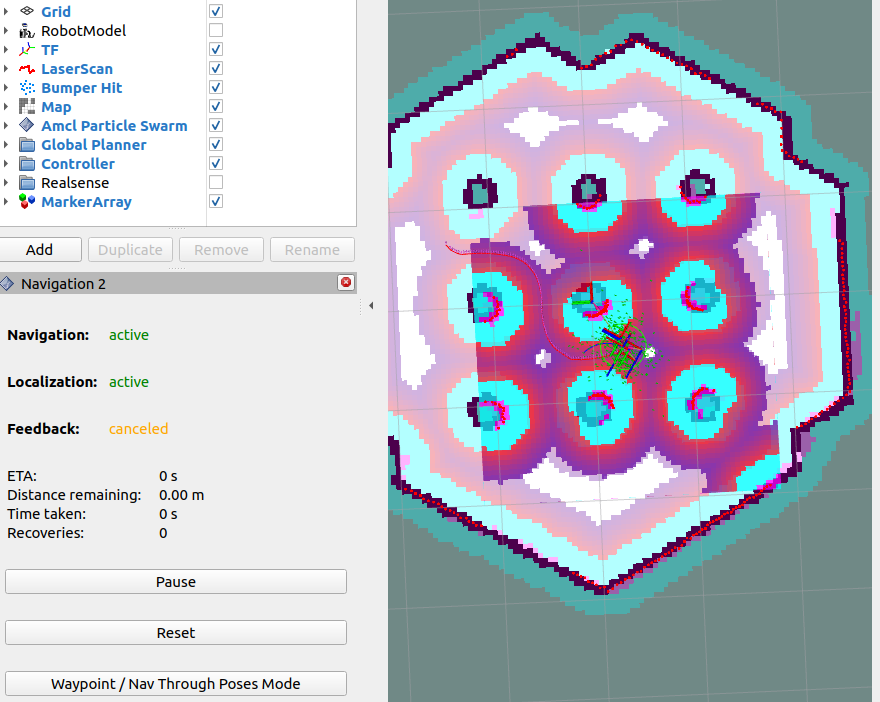 Grid
RobotModel
TF
LaserScan
Bumper Hit
Map
Amcl Particle Swarm
Global Planner
Controller
Realsense
MarkerArray
Add Duplicate Remove Rename
Navigation 2
Navigation: active
Localization: active
Feedback: canceled
ETA: 0 s
Distance remaining: 0.00 m
Time taken: 0 s
Recoveries: 0
Pause
Reset
Waypoint / Nav Through Poses Mode